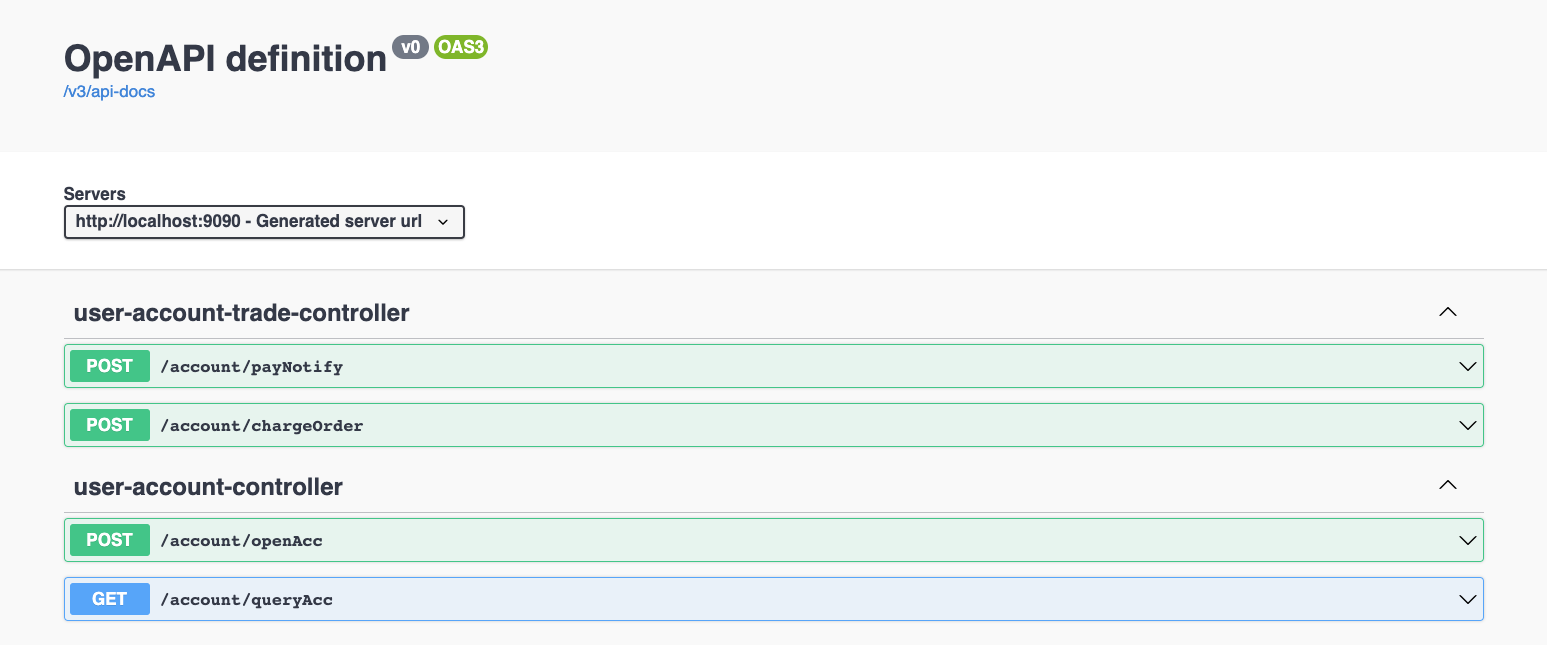 OpenAPI definition v0 OAS3
/v3/api-docs
Servers
http://localhost:9090 - Generated server url
user-account-trade-controller
POST /account/payNotify
POST /account/chargeOrder
user-account-controller
POST /account/openAcc
GET /account/queryAcc